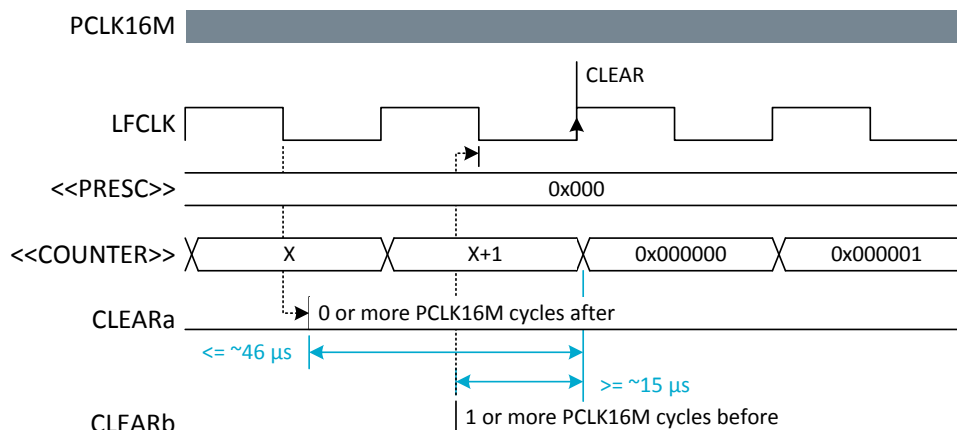 PCLK16M
CLEAR
LFCLK
<<PRESC>>
0x000
<<COUNTER>>
X
X+1
0x000000
0x000001
CLEARa
0 or more PCLK16M cycles after
<= ~46 µs
>= ~15 µs
CLEARb
1 or more PCLK16M cycles before